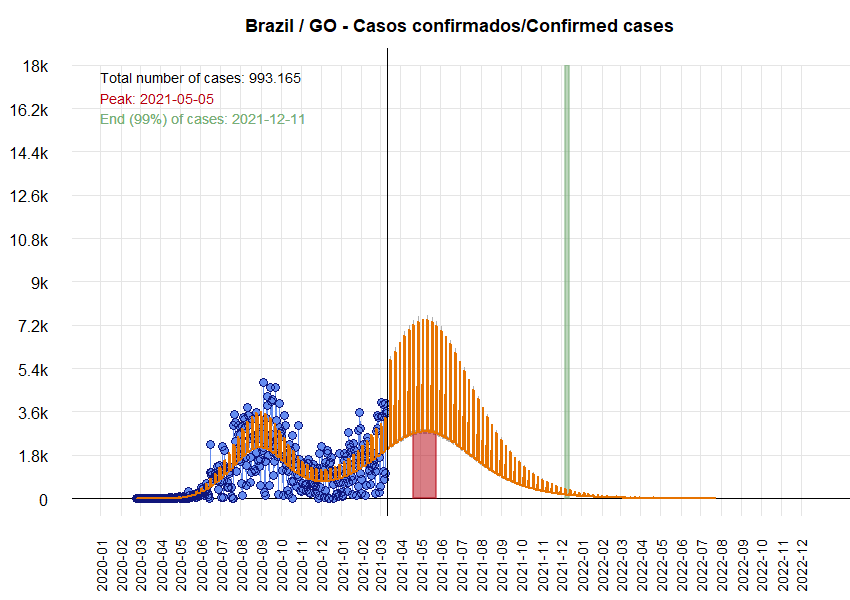 Brazil / GO - Casos confirmados/Confirmed cases
Total number of cases: 993.165
Peak: 2021-05-05
End (99%) of cases: 2021-12-11
18k
16.2k
14.4k
12.6k
10.8k
9k
7.2k
5.4k
3.6k
1.8k
0
2020-01
2020-02
2020-03
2020-04
2020-05
2020-06
2020-07
2020-08
2020-09
2020-10
2020-11
2020-12
2021-01
2021-02
2021-03
2021-04
2021-05
2021-06
2021-07
2021-08
2021-09
2021-10
2021-11
2021-12
2022-01
2022-02
2022-03
2022-04
2022-05
2022-06
2022-07
2022-08
2022-09
2022-10
2022-11
2022-12